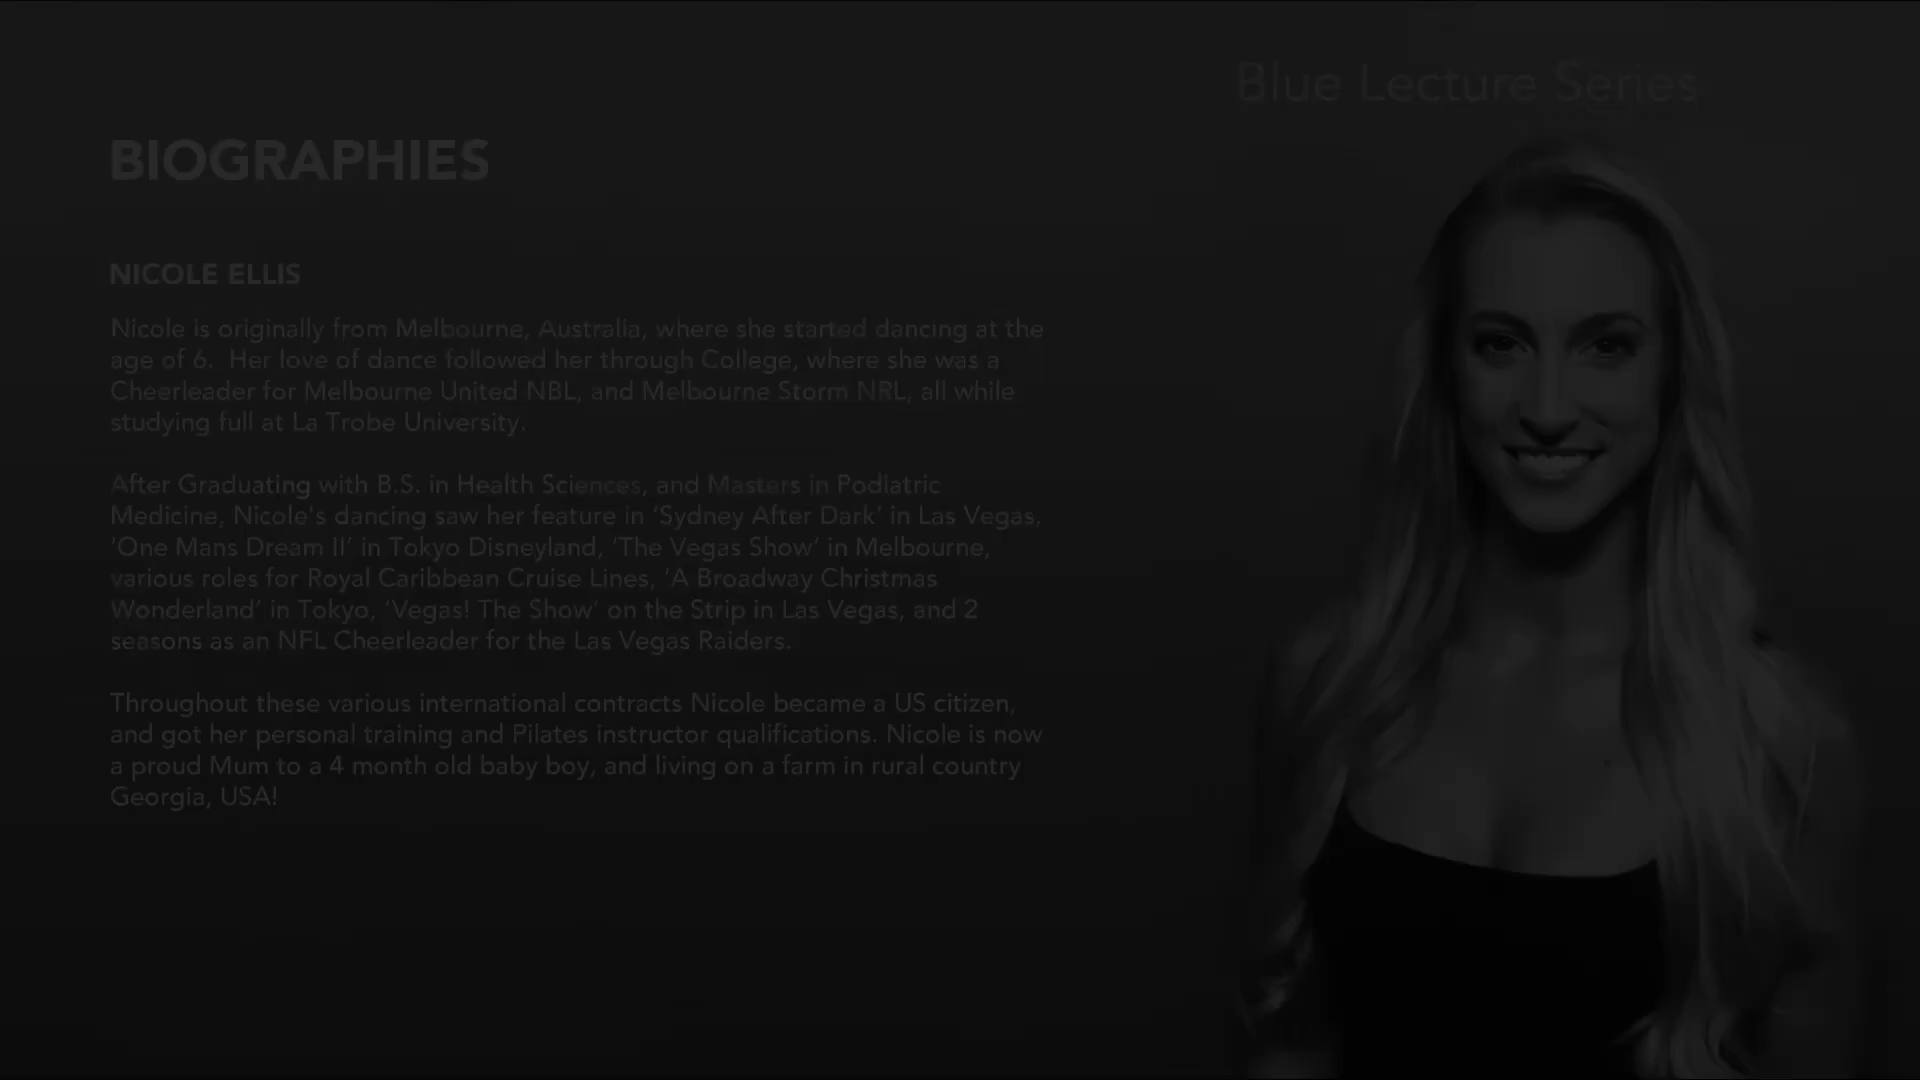 Blue Lecture Series
BIOGRAPHIES
NICOLE ELLIS
Nicole is originally from Melbourne, Australia, where she started dancing at the
age of 6.  Her love of dance followed her through College, where she was a
Cheerleader for Melbourne United NBL, and Melbourne Storm NRL, all while
studying full at La Trobe University.
After Graduating with B.S. in Health Sciences, and Masters in Podiatric
Medicine, Nicole's dancing saw her feature in ‘Sydney After Dark’ in Las Vegas,
‘One Mans Dream II’ in Tokyo Disneyland, ‘The Vegas Show’ in Melbourne,
various roles for Royal Caribbean Cruise Lines, ‘A Broadway Christmas
Wonderland’ in Tokyo, ‘Vegas! The Show’ on the Strip in Las Vegas, and 2
seasons as an NFL Cheerleader for the Las Vegas Raiders.
Throughout these various international contracts Nicole became a US citizen,
and got her personal training and Pilates instructor qualifications. Nicole is now
a proud Mum to a 4 month old baby boy, and living on a farm in rural country
Georgia, USA!